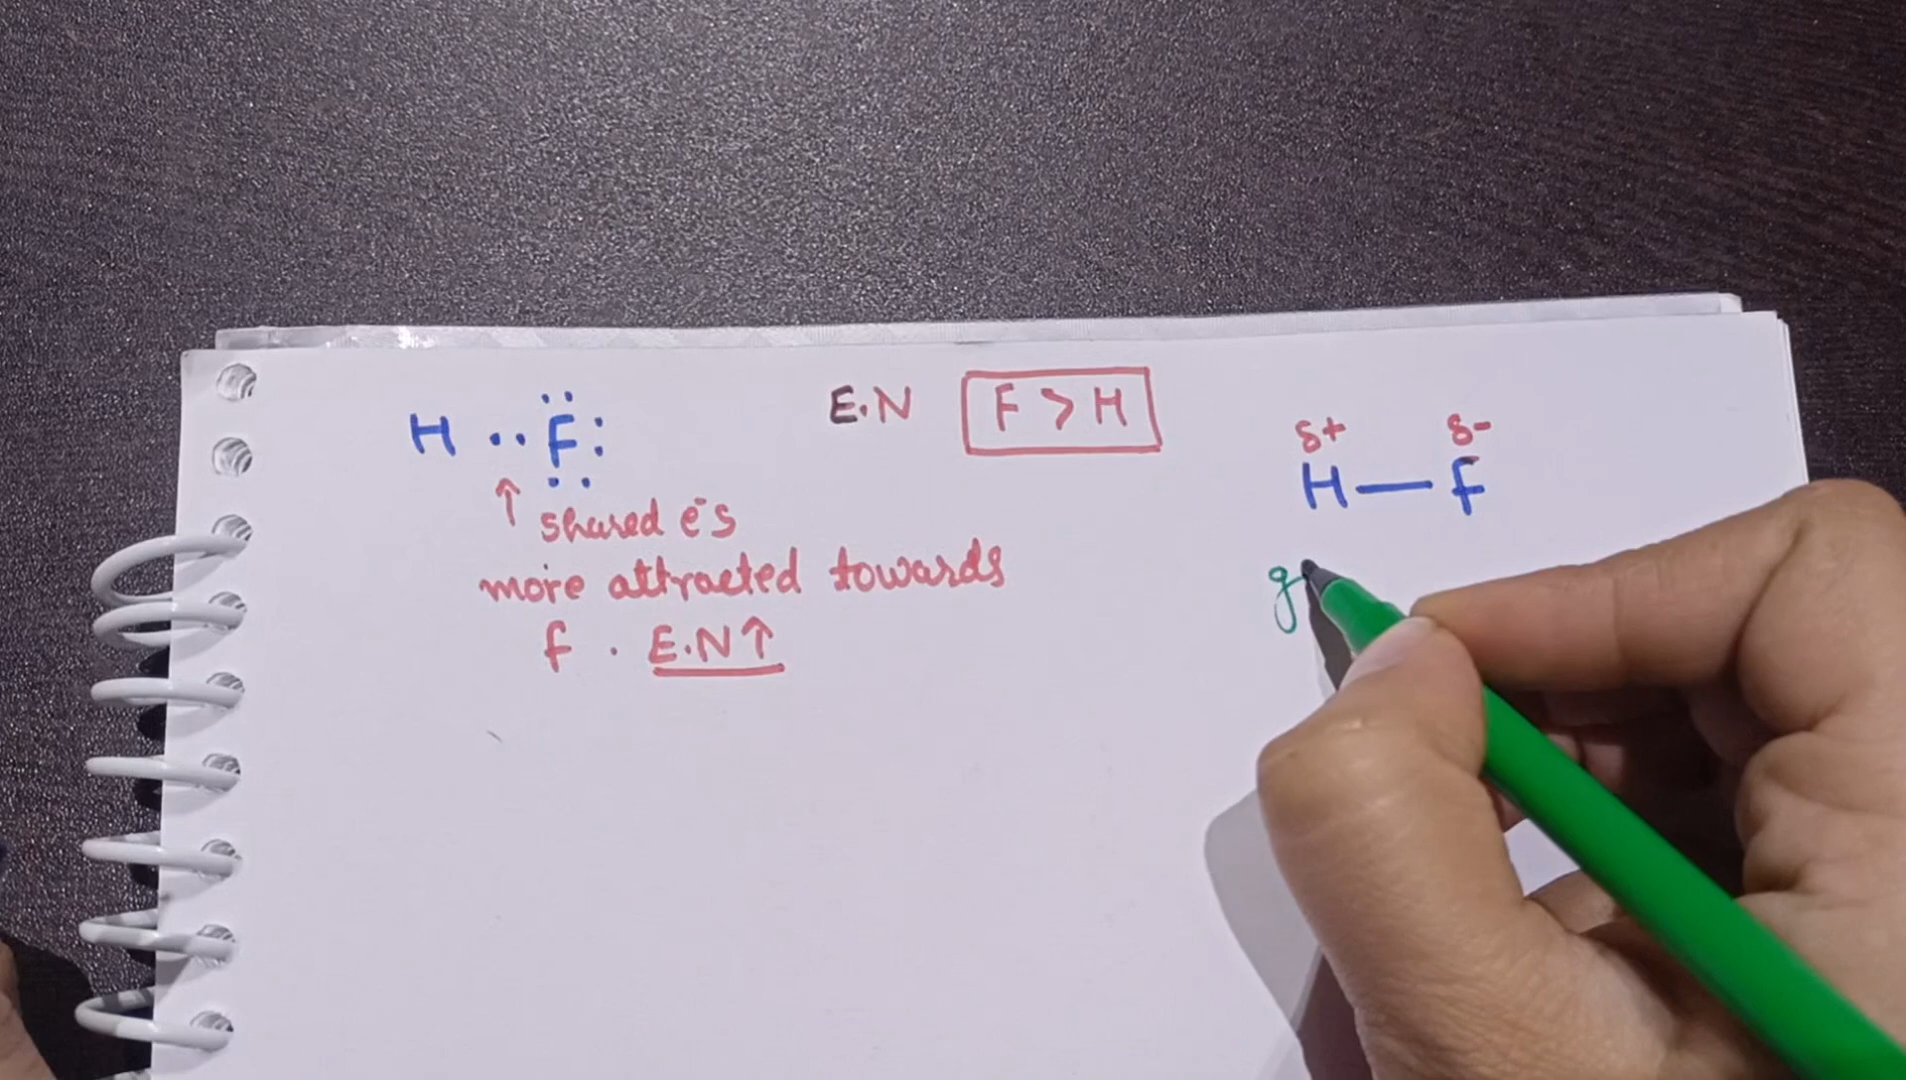 H •• F:
↑ shared e⁻s
more attracted towards
F . E.N↑
E.N F > H
δ+ δ-
H — F
g